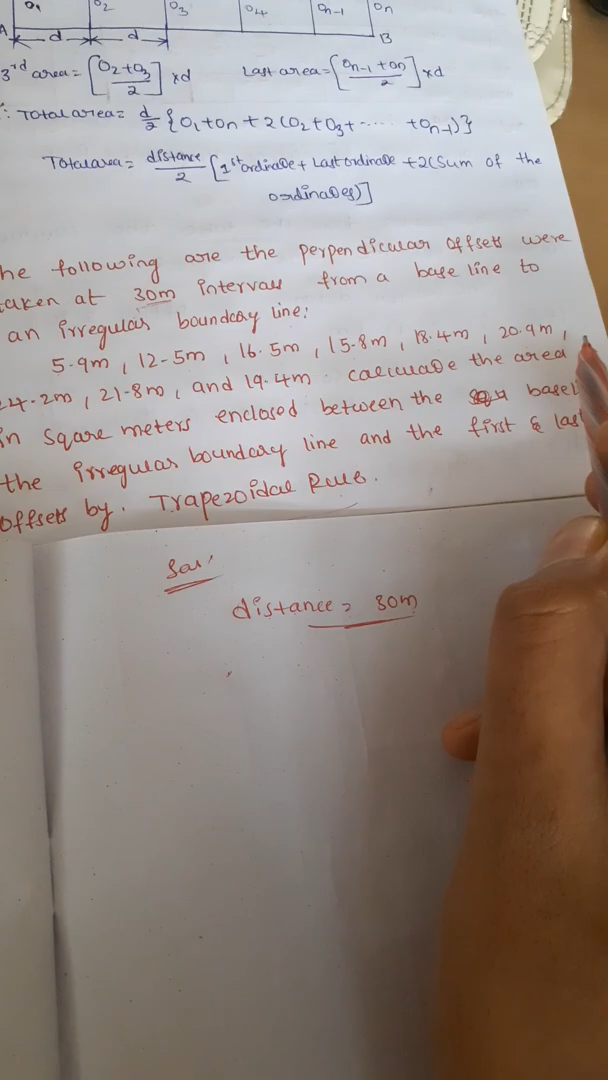 O1 O2 O3 O4 On-1 On
A d d B
3rd area = [O2+O3/2] xd Last area = [On-1 + On/2] xd
∴ Total area = d/2 {O1+On+2(O2+O3+ ..... +On-1)}
Total area = distance/2 [1st ordinate + Last ordinate +2(Sum of the
ordinates)]
he following are the perpendicular offsets were
taken at 30m intervals from a base line to
an irregular boundary line:
5.9m, 12-5m, 16.5m, 15.8m, 18.4m, 20.9m,
24.2m, 21.8m, and 19.4m. calculate the area
in Sqare meters enclosed between the basel
the irregular boundary line and the first & las
offsets by. Trapezoidal Rule.
Sol'
distance = 30m